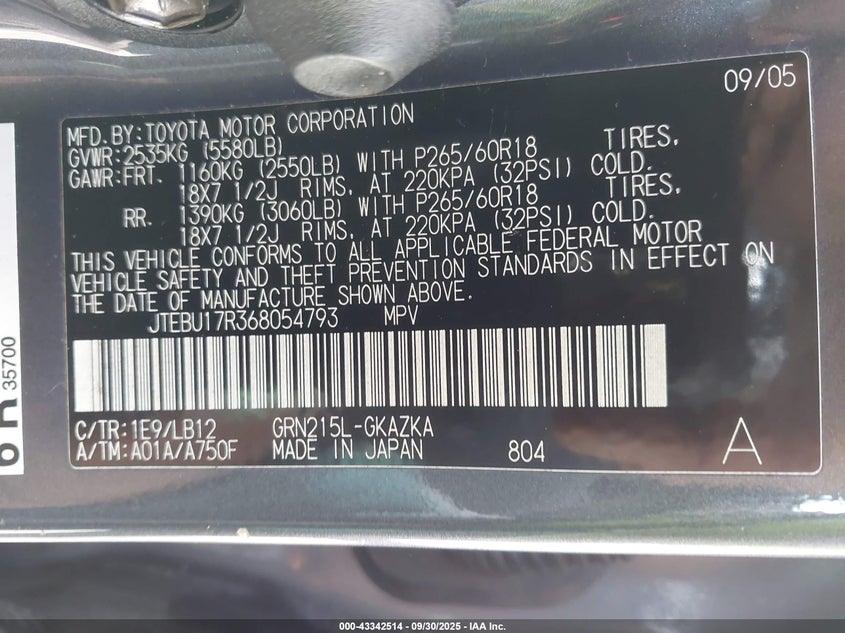 09/05
MFD.BY:TOYOTA MOTOR CORPORATION
GVWR:2535KG (5580LB)
GAWR:FRT. 1160KG (2550LB) WITH P265/60R18 TIRES,
18X7 1/2J RIMS, AT 220KPA (32PSI) COLD.
RR. 1390KG (3060LB) WITH P265/60R18 TIRES,
18X7 1/2J RIMS, AT 220KPA (32PSI) COLD.
THIS VEHICLE CONFORMS TO ALL APPLICABLE FEDERAL MOTOR
VEHICLE SAFETY AND THEFT PREVENTION STANDARDS IN EFFECT ON
THE DATE OF MANUFACTURE SHOWN ABOVE.
JTEBU17R368054793 MPV
C/TR:1E9/LB12 GRN215L-GKAZKA
A/TM:A01A/A750F MADE IN JAPAN 804 A
35700
000-43342514 - 09/30/2025 - IAA Inc.